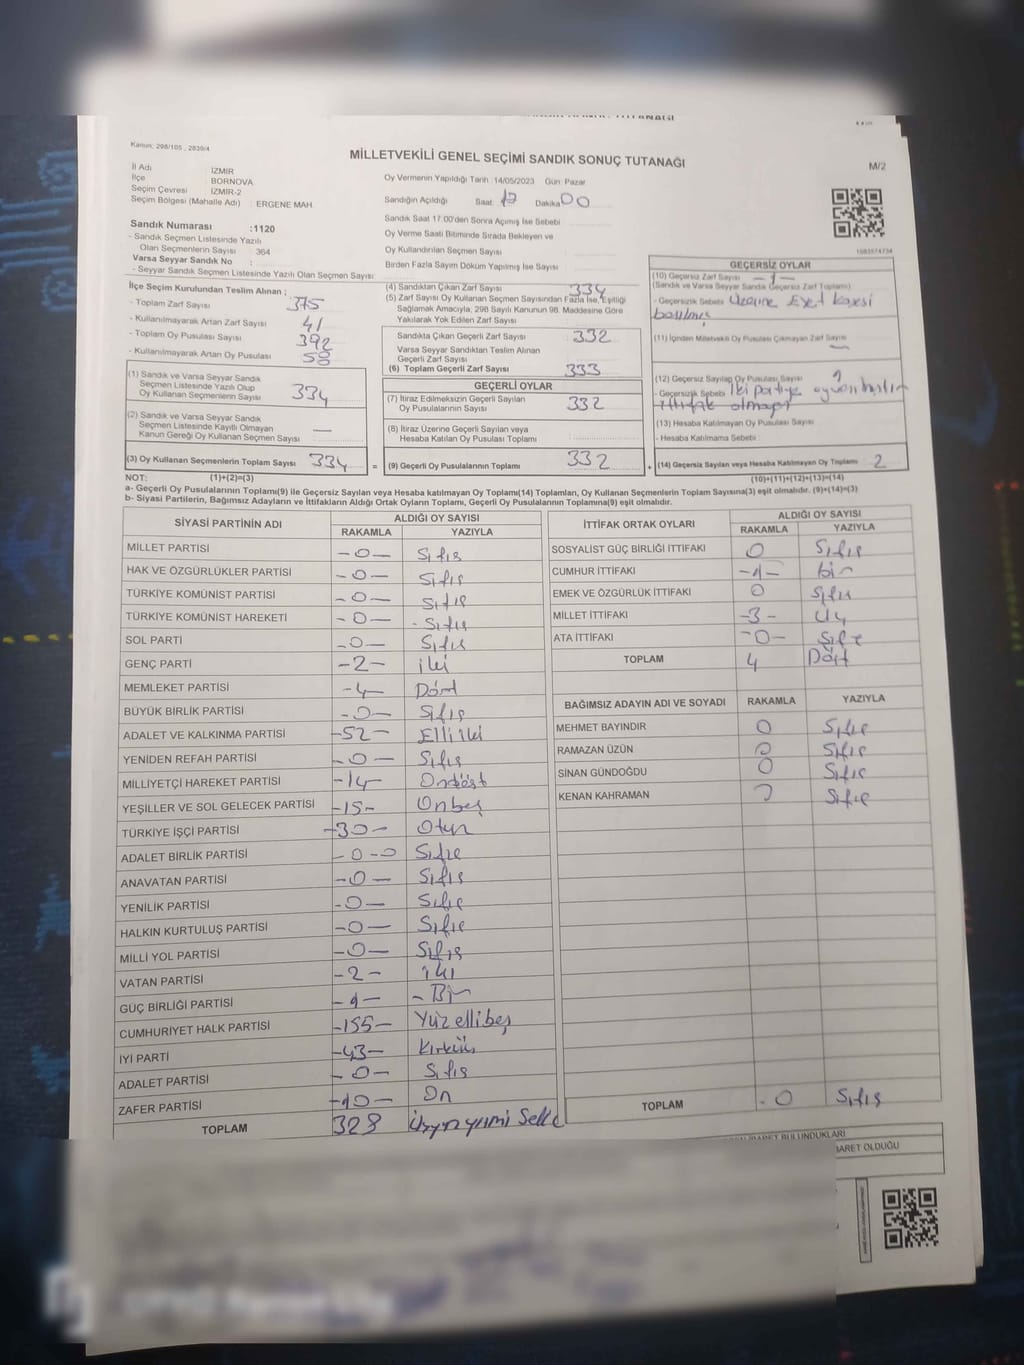 Kanun: 298/105 , 2839/4
MİLLETVEKİLİ GENEL SEÇİMİ SANDIK SONUÇ TUTANAĞI
M/2
İl Adı İZMİR
İlçe BORNOVA
Seçim Çevresi İZMİR-2
Seçim Bölgesi (Mahalle Adı) : ERGENE MAH.
Oy Vermenin Yapıldığı Tarih 14/05/2023 Gün: Pazar
Sandığın Açıldığı Saat 17 Dakika 00
Sandık Saat 17:00'den Sonra Açılmış İse Sebebi
Oy Verme Saati Bitiminde Sırada Bekleyen ve
Oy Kullandırılan Seçmen Sayısı
Birden Fazla Sayım Döküm Yapılmış İse Sayısı
Sandık Numarası :1120
- Sandık Seçmen Listesinde Yazılı
Olan Seçmenlerin Sayısı 364
Varsa Seyyar Sandık No :
- Seyyar Sandık Seçmen Listesinde Yazılı Olan Seçmen Sayısı
İlçe Seçim Kurulundan Teslim Alınan ;
- Toplam Zarf Sayısı 375
- Kullanılmayarak Artan Zarf Sayısı 41
- Toplam Oy Pusulası Sayısı 392
- Kullanılmayarak Artan Oy Pusulası 58
(1) Sandık ve Varsa Seyyar Sandık
Seçmen Listesinde Yazılı Olup
Oy Kullanan Seçmenlerin Sayısı 334
(2) Sandık ve Varsa Seyyar Sandık
Seçmen Listesinde Kayıtlı Olmayan
Kanun Gereği Oy Kullanan Seçmen Sayısı —
(3) Oy Kullanan Seçmenlerin Toplam Sayısı 334
(4) Sandıktan Çıkan Zarf Sayısı 334
(5) Zarf Sayısı Oy Kullanan Seçmen Sayısından Fazla İse, Eşitliği
Sağlamak Amacıyla, 298 Sayılı Kanunun 98. Maddesine Göre
Yakılarak Yok Edilen Zarf Sayısı :
Sandıkta Çıkan Geçerli Zarf Sayısı 332
Varsa Seyyar Sandıktan Teslim Alınan
Geçerli Zarf Sayısı
(6) Toplam Geçerli Zarf Sayısı 333
GEÇERLİ OYLAR
(7) İtiraz Edilmeksizin Geçerli Sayılan
Oy Pusulalarının Sayısı 332
(8) İtiraz Üzerine Geçerli Sayılan veya
Hesaba Katılan Oy Pusulası Toplamı
= (9) Geçerli Oy Pusulalarının Toplamı 332
GEÇERSİZ OYLAR
(10) Geçersiz Zarf Sayısı -1-
(Sandık ve Varsa Seyyar Sandık Geçersiz Zarf Toplamı)
- Geçersizlik Sebebi Üzerine Evet kaşesi
basılmış
(11) İçinden Milletvekili Oy Pusulası Çıkmayan Zarf Sayısı
—
(12) Geçersiz Sayılan Oy Pusulası Sayısı 1
- Geçersizlik Sebebi İki partiye
ittifak olmayan
(13) Hesaba Katılmayan Oy Pusulası Sayısı
- Hesaba Katılmama Sebebi
+ (14) Geçersiz Sayılan veya Hesaba Katılmayan Oy Toplamı 2
NOT: (1)+(2)=(3) (10)+(11)+(12)+(13)=(14)
a- Geçerli Oy Pusulalarının Toplamı(9) ile Geçersiz Sayılan veya Hesaba katılmayan Oy Toplamı(14) Toplamları, Oy Kullanan Seçmenlerin Toplam Sayısına(3) eşit olmalıdır. (9)+(14)=(3)
b- Siyasi Partilerin, Bağımsız Adayların ve İttifakların Aldığı Ortak Oyların Toplamı, Geçerli Oy Pusulalarının Toplamına(9) eşit olmalıdır.
SİYASİ PARTİNİN ADI ALDIĞI OY SAYISI
RAKAMLA YAZIYLA
MİLLET PARTİSİ -0- Sıfır
HAK VE ÖZGÜRLÜKLER PARTİSİ -0- Sıfır
TÜRKİYE KOMÜNİST PARTİSİ -0- Sıfır
TÜRKİYE KOMÜNİST HAREKETİ -0- Sıfır
SOL PARTİ -0- Sıfır
GENÇ PARTİ -2- iki
MEMLEKET PARTİSİ -4- Dört
BÜYÜK BİRLİK PARTİSİ -0- Sıfır
ADALET VE KALKINMA PARTİSİ -52- Elliiki
YENİDEN REFAH PARTİSİ -0- Sıfır
MİLLİYETÇİ HAREKET PARTİSİ -14- Ondört
YEŞİLLER VE SOL GELECEK PARTİSİ -15- Onbeş
TÜRKİYE İŞÇİ PARTİSİ -30- Otuz
ADALET BİRLİK PARTİSİ -0-0 Sıfır
ANAVATAN PARTİSİ -0- Sıfır
YENİLİK PARTİSİ -0- Sıfır
HALKIN KURTULUŞ PARTİSİ -0- Sıfır
MİLLİ YOL PARTİSİ -0- Sıfır
VATAN PARTİSİ -2- iki
GÜÇ BİRLİĞİ PARTİSİ -1- -Bir
CUMHURİYET HALK PARTİSİ -155- Yüzellibeş
İYİ PARTİ -43- Kırküç
ADALET PARTİSİ -0- Sıfır
ZAFER PARTİSİ -10- On
TOPLAM 328 Üçyüzyirmi Sekiz
İTTİFAK ORTAK OYLARI ALDIĞI OY SAYISI
RAKAMLA YAZIYLA
SOSYALİST GÜÇ BİRLİĞİ İTTİFAKI 0 Sıfır
CUMHUR İTTİFAKI -1- bir
EMEK VE ÖZGÜRLÜK İTTİFAKI 0 Sıfır
MİLLET İTTİFAKI -3- Üç
ATA İTTİFAKI -0- Sıfır
TOPLAM 4 Dört
BAĞIMSIZ ADAYIN ADI VE SOYADI RAKAMLA YAZIYLA
MEHMET BAYINDIR 0 Sıfır
RAMAZAN ÜZÜN 0 Sıfır
SİNAN GÜNDOĞDU 0 Sıfır
KENAN KAHRAMAN 0 Sıfır
TOPLAM -0 Sıfır
ARET OLDUĞU